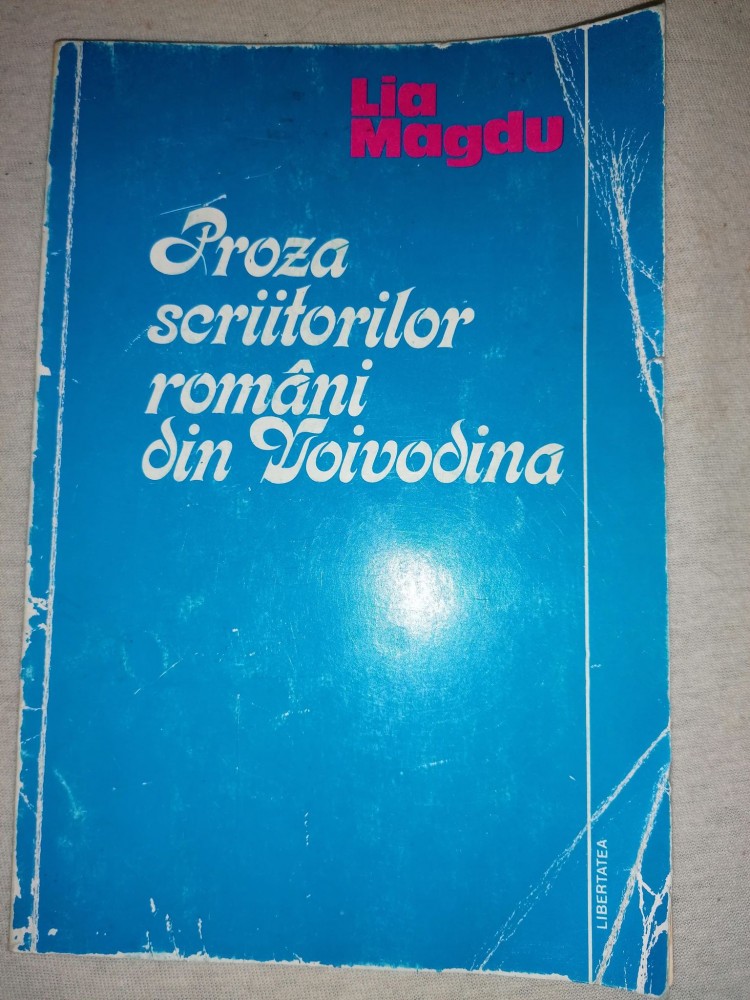 Lia
Magdu
Proza
scriitorilor
români
din Voivodina
LIBERTATEA